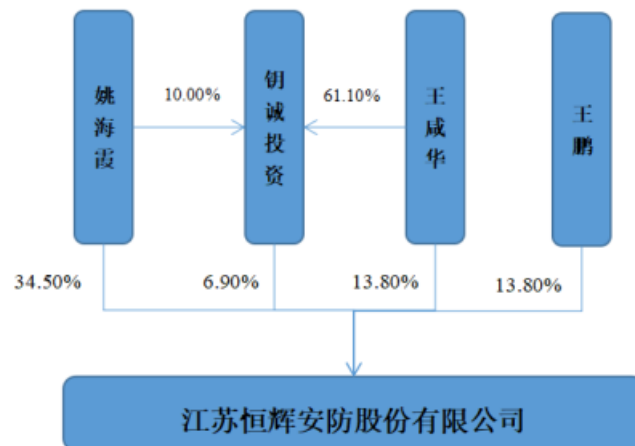 姚海霞
10.00%
钥诚投资
61.10%
王咸华
王鹏
34.50%
6.90%
13.80%
13.80%
江苏恒辉安防股份有限公司